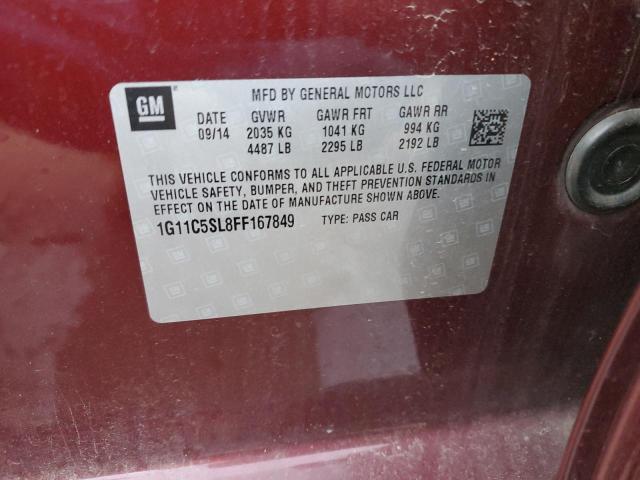 GM
MFD BY GENERAL MOTORS LLC
DATE GVWR GAWR FRT GAWR RR
09/14 2035 KG 1041 KG 994 KG
4487 LB 2295 LB 2192 LB
THIS VEHICLE CONFORMS TO ALL APPLICABLE U.S. FEDERAL MOTOR
VEHICLE SAFETY, BUMPER, AND THEFT PREVENTION STANDARDS IN
EFFECT ON THE DATE OF MANUFACTURE SHOWN ABOVE.
1G11C5SL8FF167849 TYPE: PASS CAR